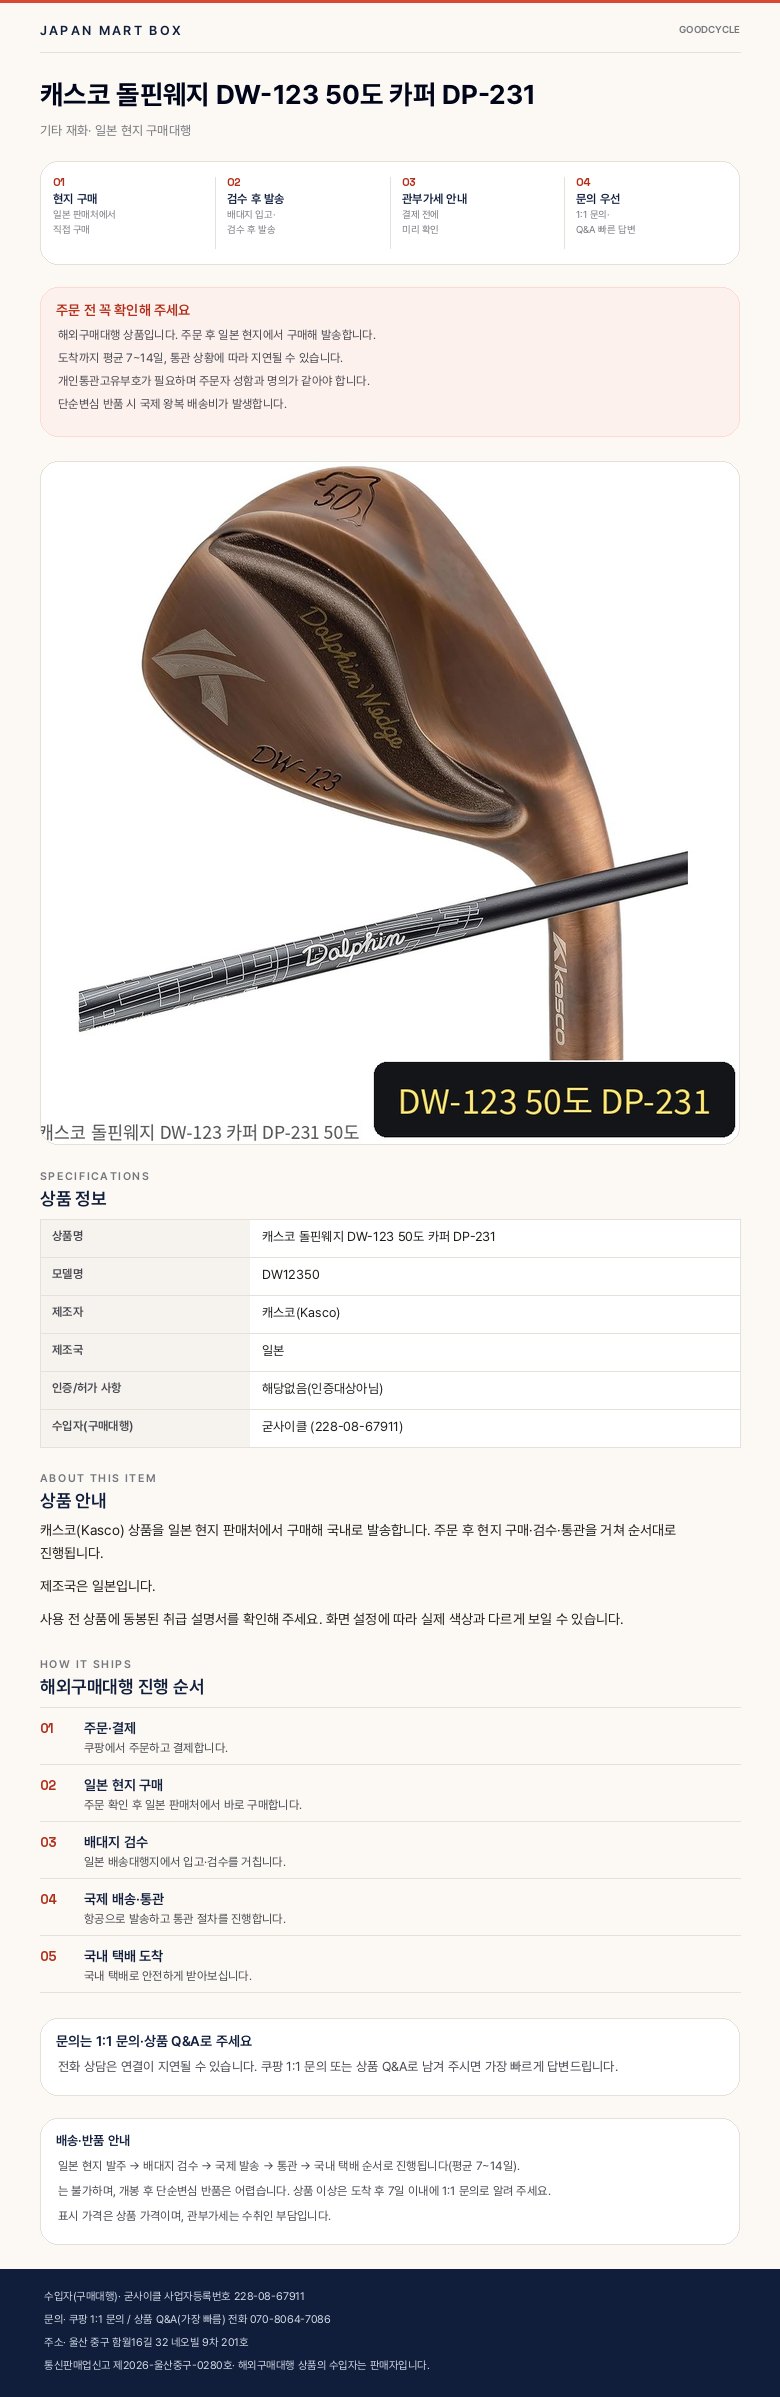 JAPAN MART BOX
GOODCYCLE
캐스코 돌핀웨지 DW-123 50도 카퍼 DP-231
기타 재화· 일본 현지 구매대행
01
현지 구매
일본 판매처에서
직접 구매
02
검수 후 발송
배대지 입고·
검수 후 발송
03
관부가세 안내
결제 전에
미리 확인
04
문의 우선
1:1 문의·
Q&A 빠른 답변
주문 전 꼭 확인해 주세요
해외구매대행 상품입니다. 주문 후 일본 현지에서 구매해 발송합니다.
도착까지 평균 7~14일, 통관 상황에 따라 지연될 수 있습니다.
개인통관고유부호가 필요하며 주문자 성함과 명의가 같아야 합니다.
단순변심 반품 시 국제 왕복 배송비가 발생합니다.
50
Dolphin Wedge
DW-123
Dolphin
Kasco
DW-123 50도 DP-231
캐스코 돌핀웨지 DW-123 카퍼 DP-231 50도
SPECIFICATIONS
상품 정보
상품명 캐스코 돌핀웨지 DW-123 50도 카퍼 DP-231
모델명 DW12350
제조자 캐스코(Kasco)
제조국 일본
인증/허가 사항 해당없음(인증대상아님)
수입자(구매대행) 굳사이클 (228-08-67911)
ABOUT THIS ITEM
상품 안내
캐스코(Kasco) 상품을 일본 현지 판매처에서 구매해 국내로 발송합니다. 주문 후 현지 구매·검수·통관을 거쳐 순서대로
진행됩니다.
제조국은 일본입니다.
사용 전 상품에 동봉된 취급 설명서를 확인해 주세요. 화면 설정에 따라 실제 색상과 다르게 보일 수 있습니다.
HOW IT SHIPS
해외구매대행 진행 순서
01 주문·결제
쿠팡에서 주문하고 결제합니다.
02 일본 현지 구매
주문 확인 후 일본 판매처에서 바로 구매합니다.
03 배대지 검수
일본 배송대행지에서 입고·검수를 거칩니다.
04 국제 배송·통관
항공으로 발송하고 통관 절차를 진행합니다.
05 국내 택배 도착
국내 택배로 안전하게 받아보십니다.
문의는 1:1 문의·상품 Q&A로 주세요
전화 상담은 연결이 지연될 수 있습니다. 쿠팡 1:1 문의 또는 상품 Q&A로 남겨 주시면 가장 빠르게 답변드립니다.
배송·반품 안내
일본 현지 발주 → 배대지 검수 → 국제 발송 → 통관 → 국내 택배 순서로 진행됩니다(평균 7~14일).
는 불가하며, 개봉 후 단순변심 반품은 어렵습니다. 상품 이상은 도착 후 7일 이내에 1:1 문의로 알려 주세요.
표시 가격은 상품 가격이며, 관부가세는 수취인 부담입니다.
수입자(구매대행)· 굳사이클 사업자등록번호 228-08-67911
문의· 쿠팡 1:1 문의 / 상품 Q&A(가장 빠름) 전화 070-8064-7086
주소· 울산 중구 함월16길 32 네오빌 9차 201호
통신판매업신고 제2026-울산중구-0280호· 해외구매대행 상품의 수입자는 판매자입니다.